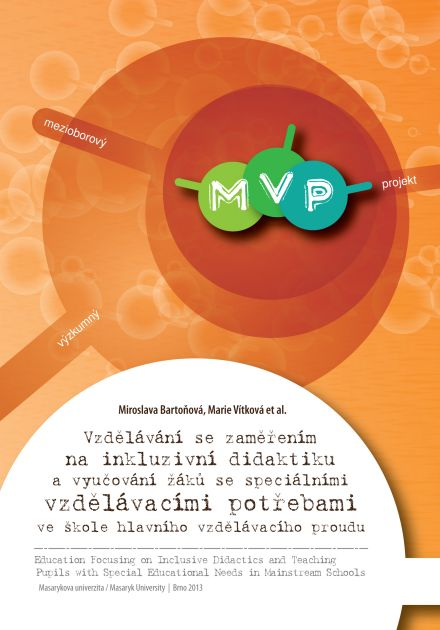 mezioborový
MVP
projekt
výzkumný
Miroslava Bartoňová, Marie Vítková et al.
Vzdělávání se zaměřením
na inkluzivní didaktiku
a vyučování žáků se speciálními
vzdělávacími potřebami
ve škole hlavního vzdělávacího proudu
Education Focusing on Inclusive Didactics and Teaching
Pupils with Special Educational Needs in Mainstream Schools
Masarykova univerzita / Masaryk University | Brno 2013